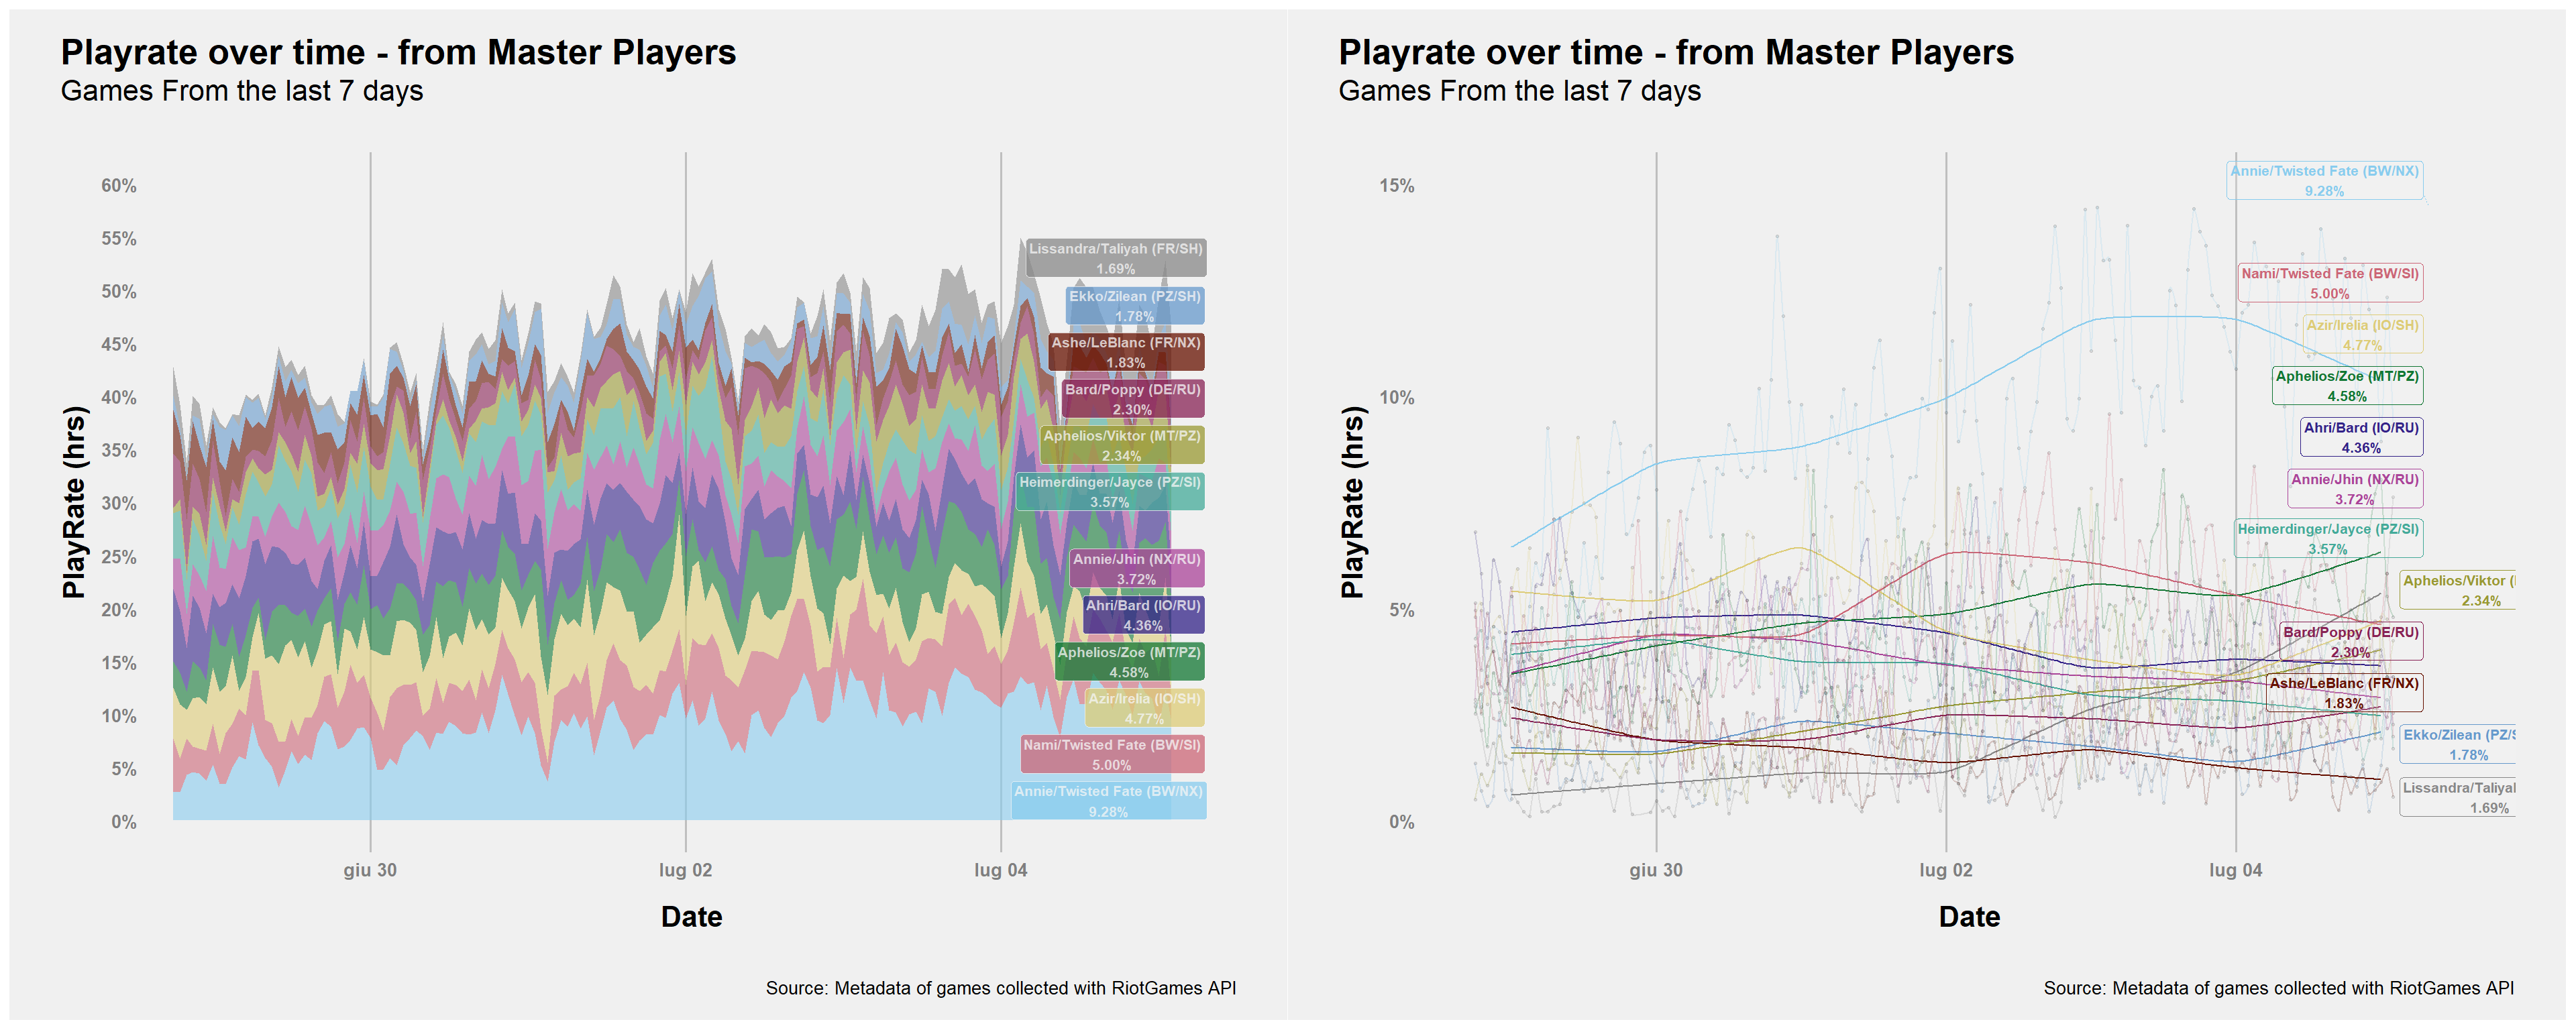 Playrate over time - from Master Players
Games From the last 7 days
60%
55%
50%
45%
40%
35%
30%
25%
20%
15%
10%
5%
0%
PlayRate (hrs)
Lissandra/Taliyah (FR/SH)
1.69%
Ekko/Zilean (PZ/SH)
1.78%
Ashe/LeBlanc (FR/NX)
1.83%
Bard/Poppy (DE/RU)
2.30%
Aphelios/Viktor (MT/PZ)
2.34%
Heimerdinger/Jayce (PZ/SI)
3.57%
Annie/Jhin (NX/RU)
3.72%
Ahri/Bard (IO/RU)
4.36%
Aphelios/Zoe (MT/PZ)
4.58%
Azir/Irelia (IO/SH)
4.77%
Nami/Twisted Fate (BW/SI)
5.00%
Annie/Twisted Fate (BW/NX)
9.28%
giu 30
lug 02
lug 04
Date
Source: Metadata of games collected with RiotGames API
Playrate over time - from Master Players
Games From the last 7 days
15%
10%
5%
0%
PlayRate (hrs)
Annie/Twisted Fate (BW/NX)
9.28%
Nami/Twisted Fate (BW/SI)
5.00%
Azir/Irelia (IO/SH)
4.77%
Aphelios/Zoe (MT/PZ)
4.58%
Ahri/Bard (IO/RU)
4.36%
Annie/Jhin (NX/RU)
3.72%
Heimerdinger/Jayce (PZ/SI)
3.57%
Aphelios/Viktor (
2.34%
Bard/Poppy (DE/RU)
2.30%
Ashe/LeBlanc (FR/NX)
1.83%
Ekko/Zilean (PZ/S
1.78%
Lissandra/Taliyah
1.69%
giu 30
lug 02
lug 04
Date
Source: Metadata of games collected with RiotGames API